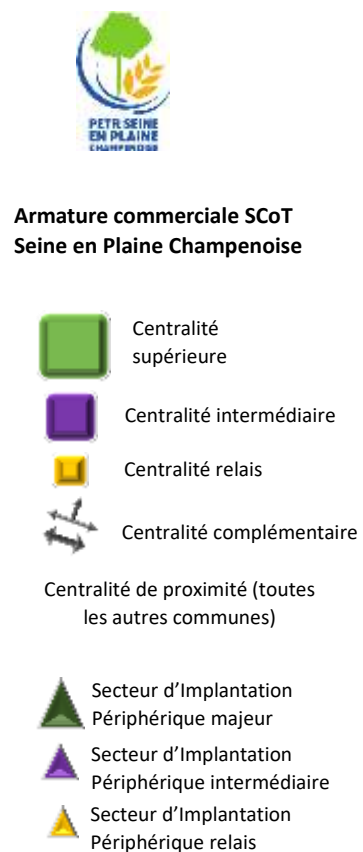 PETR SEINE
EN PLAINE
CHAMPENOISE
Armature commerciale SCoT
Seine en Plaine Champenoise
Centralité
supérieure
Centralité intermédiaire
Centralité relais
Centralité complémentaire
Centralité de proximité (toutes
les autres communes)
Secteur d’Implantation
Périphérique majeur
Secteur d’Implantation
Périphérique intermédiaire
Secteur d’Implantation
Périphérique relais